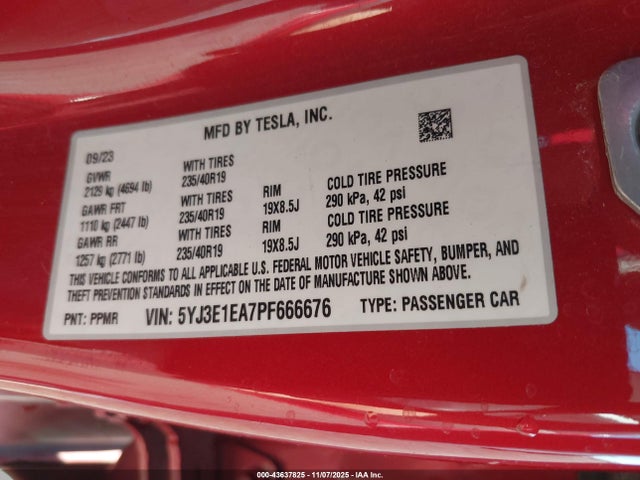 MFD BY TESLA, INC.
09/23
GVWR WITH TIRES
2129 kg (4694 lb) 235/40R19 COLD TIRE PRESSURE
GAWR FRT WITH TIRES RIM 290 kPa, 42 psi
1110 kg (2447 lb) 235/40R19 19X8.5J COLD TIRE PRESSURE
GAWR RR WITH TIRES RIM 290 kPa, 42 psi
1257 kg (2771 lb) 235/40R19 19X8.5J
THIS VEHICLE CONFORMS TO ALL APPLICABLE U.S. FEDERAL MOTOR VEHICLE SAFETY, BUMPER, AND
THEFT PREVENTION STANDARDS IN EFFECT ON THE DATE OF MANUFACTURE SHOWN ABOVE.
PNT: PPMR VIN: 5YJ3E1EA7PF666676 TYPE: PASSENGER CAR
000-43637825 - 11/07/2025 - IAA Inc.